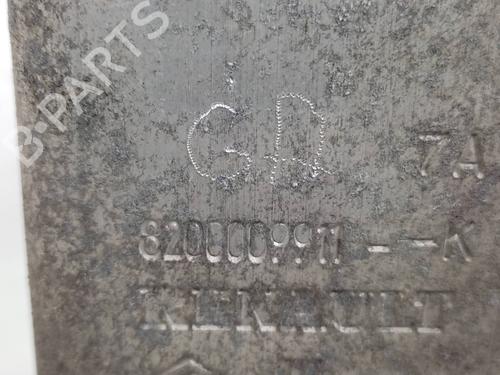 B-PARTS
GA
7A
8200009911--K
RENAULT